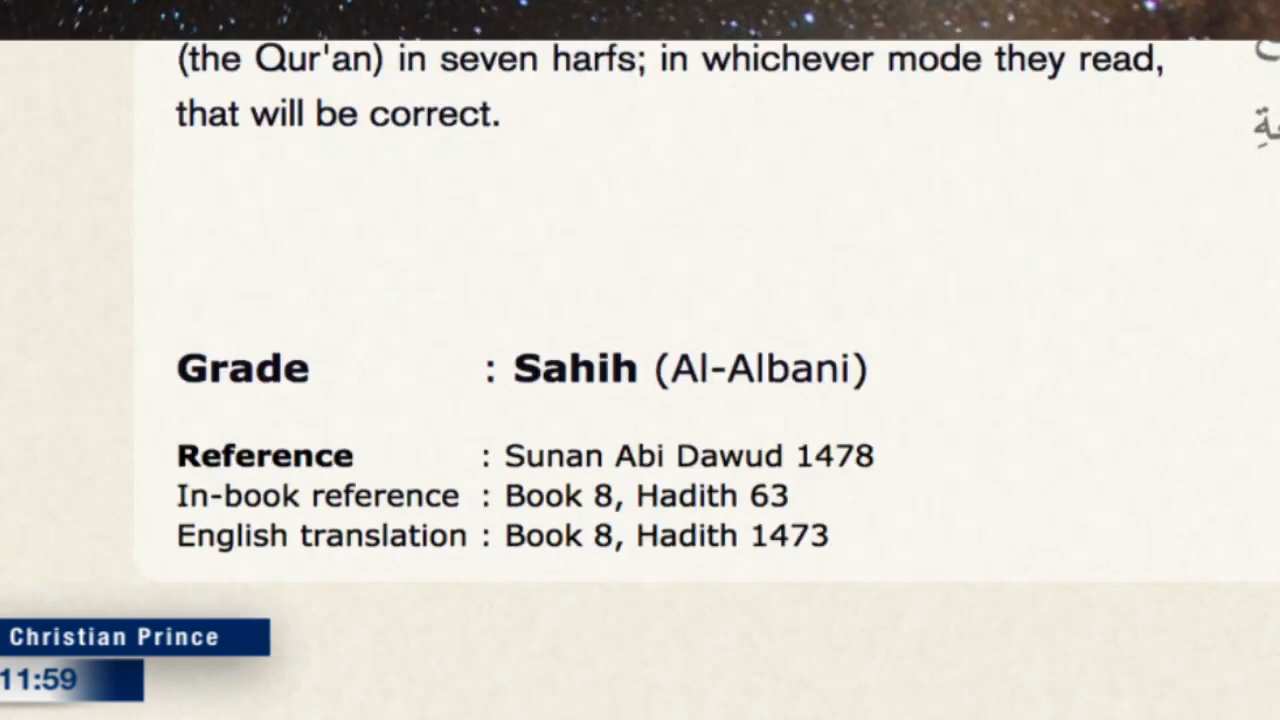 (the Qur'an) in seven harfs; in whichever mode they read,
that will be correct.
Grade : Sahih (Al-Albani)
Reference : Sunan Abi Dawud 1478
In-book reference : Book 8, Hadith 63
English translation : Book 8, Hadith 1473
Christian Prince
11:59